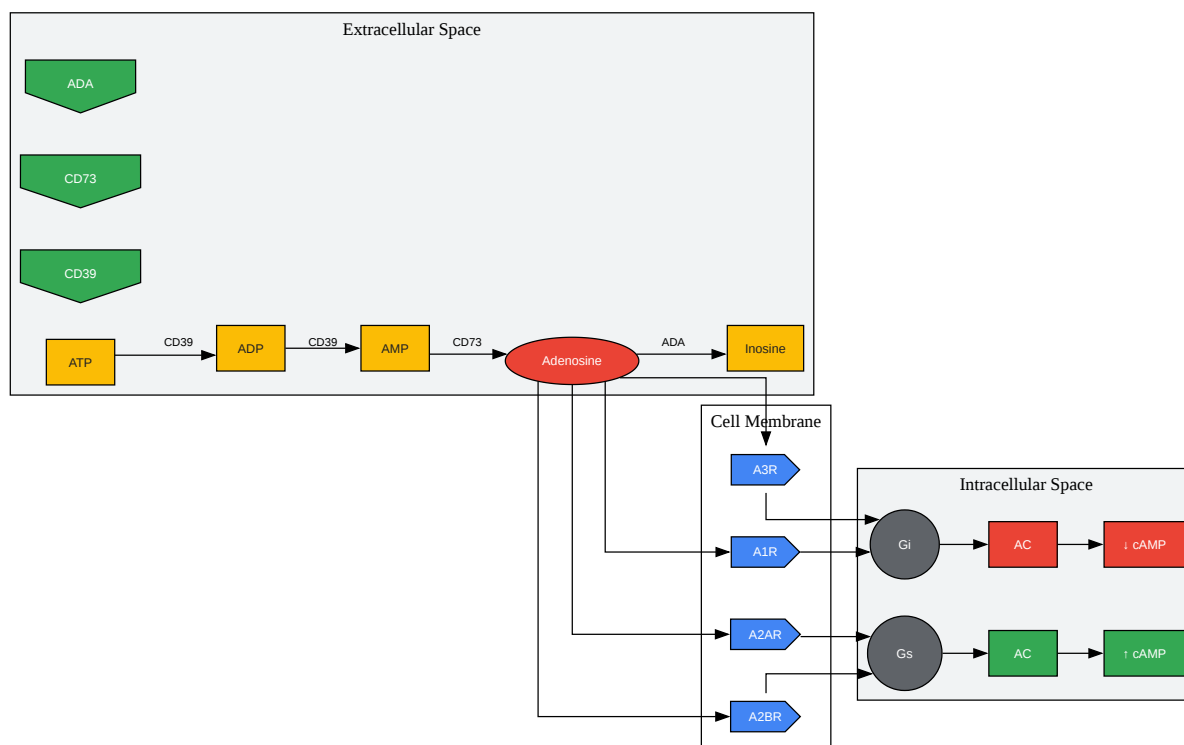 Extracellular Space
ADA
CD73
CD39
ATP
CD39
ADP
CD39
AMP
CD73
Adenosine
ADA
Inosine
Cell Membrane
A3R
A1R
A2AR
A2BR
Intracellular Space
Gi
AC
↓ cAMP
Gs
AC
↑ cAMP